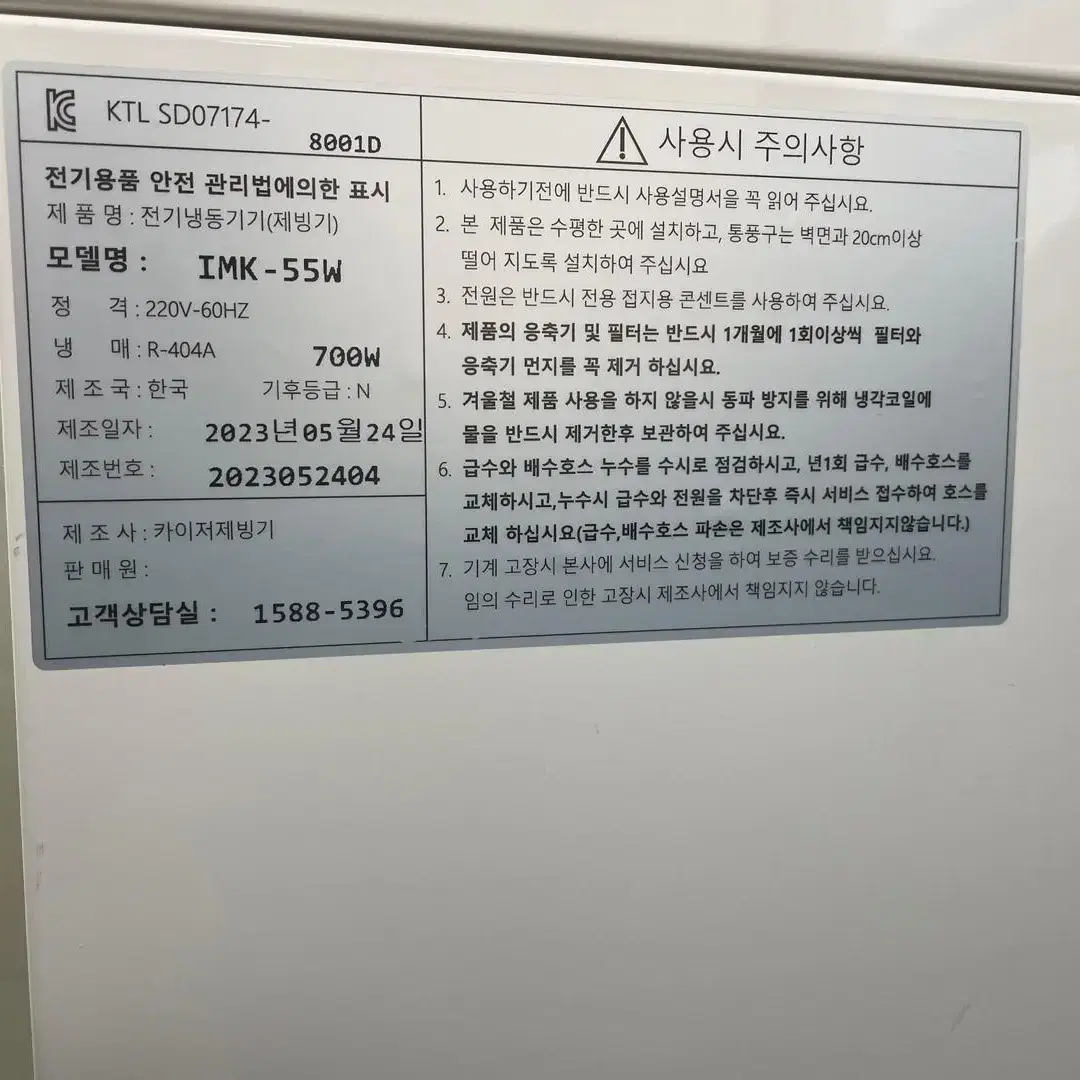 KTL SD07174-
8001D
전기용품 안전 관리법에의한 표시
제 품 명 : 전기냉동기기(제빙기)
모델명 : IMK-55W
정 격 : 220V-60HZ
냉 매 : R-404A 700W
제 조 국 : 한국 기후등급 : N
제조일자 : 2023년05월24일
제조번호 : 2023052404
제 조 사 : 카이저제빙기
판 매 원 :
고객상담실 : 1588-5396
사용시 주의사항
1. 사용하기전에 반드시 사용설명서을 꼭 읽어 주십시요.
2. 본 제품은 수평한 곳에 설치하고, 통풍구는 벽면과 20cm이상
떨어 지도록 설치하여 주십시요
3. 전원은 반드시 전용 접지용 콘센트를 사용하여 주십시요.
4. 제품의 응축기 및 필터는 반드시 1개월에 1회이상씩 필터와
응축기 먼지를 꼭 제거 하십시요.
5. 겨울철 제품 사용을 하지 않을시 동파 방지를 위해 냉각코일에
물을 반드시 제거한후 보관하여 주십시요.
6. 급수와 배수호스 누수를 수시로 점검하시고, 년1회 급수, 배수호스를
교체하시고,누수시 급수와 전원을 차단후 즉시 서비스 접수하여 호스를
교체 하십시요(급수,배수호스 파손은 제조사에서 책임지지않습니다.)
7. 기계 고장시 본사에 서비스 신청을 하여 보증 수리를 받으십시요.
임의 수리로 인한 고장시 제조사에서 책임지지 않습니다.